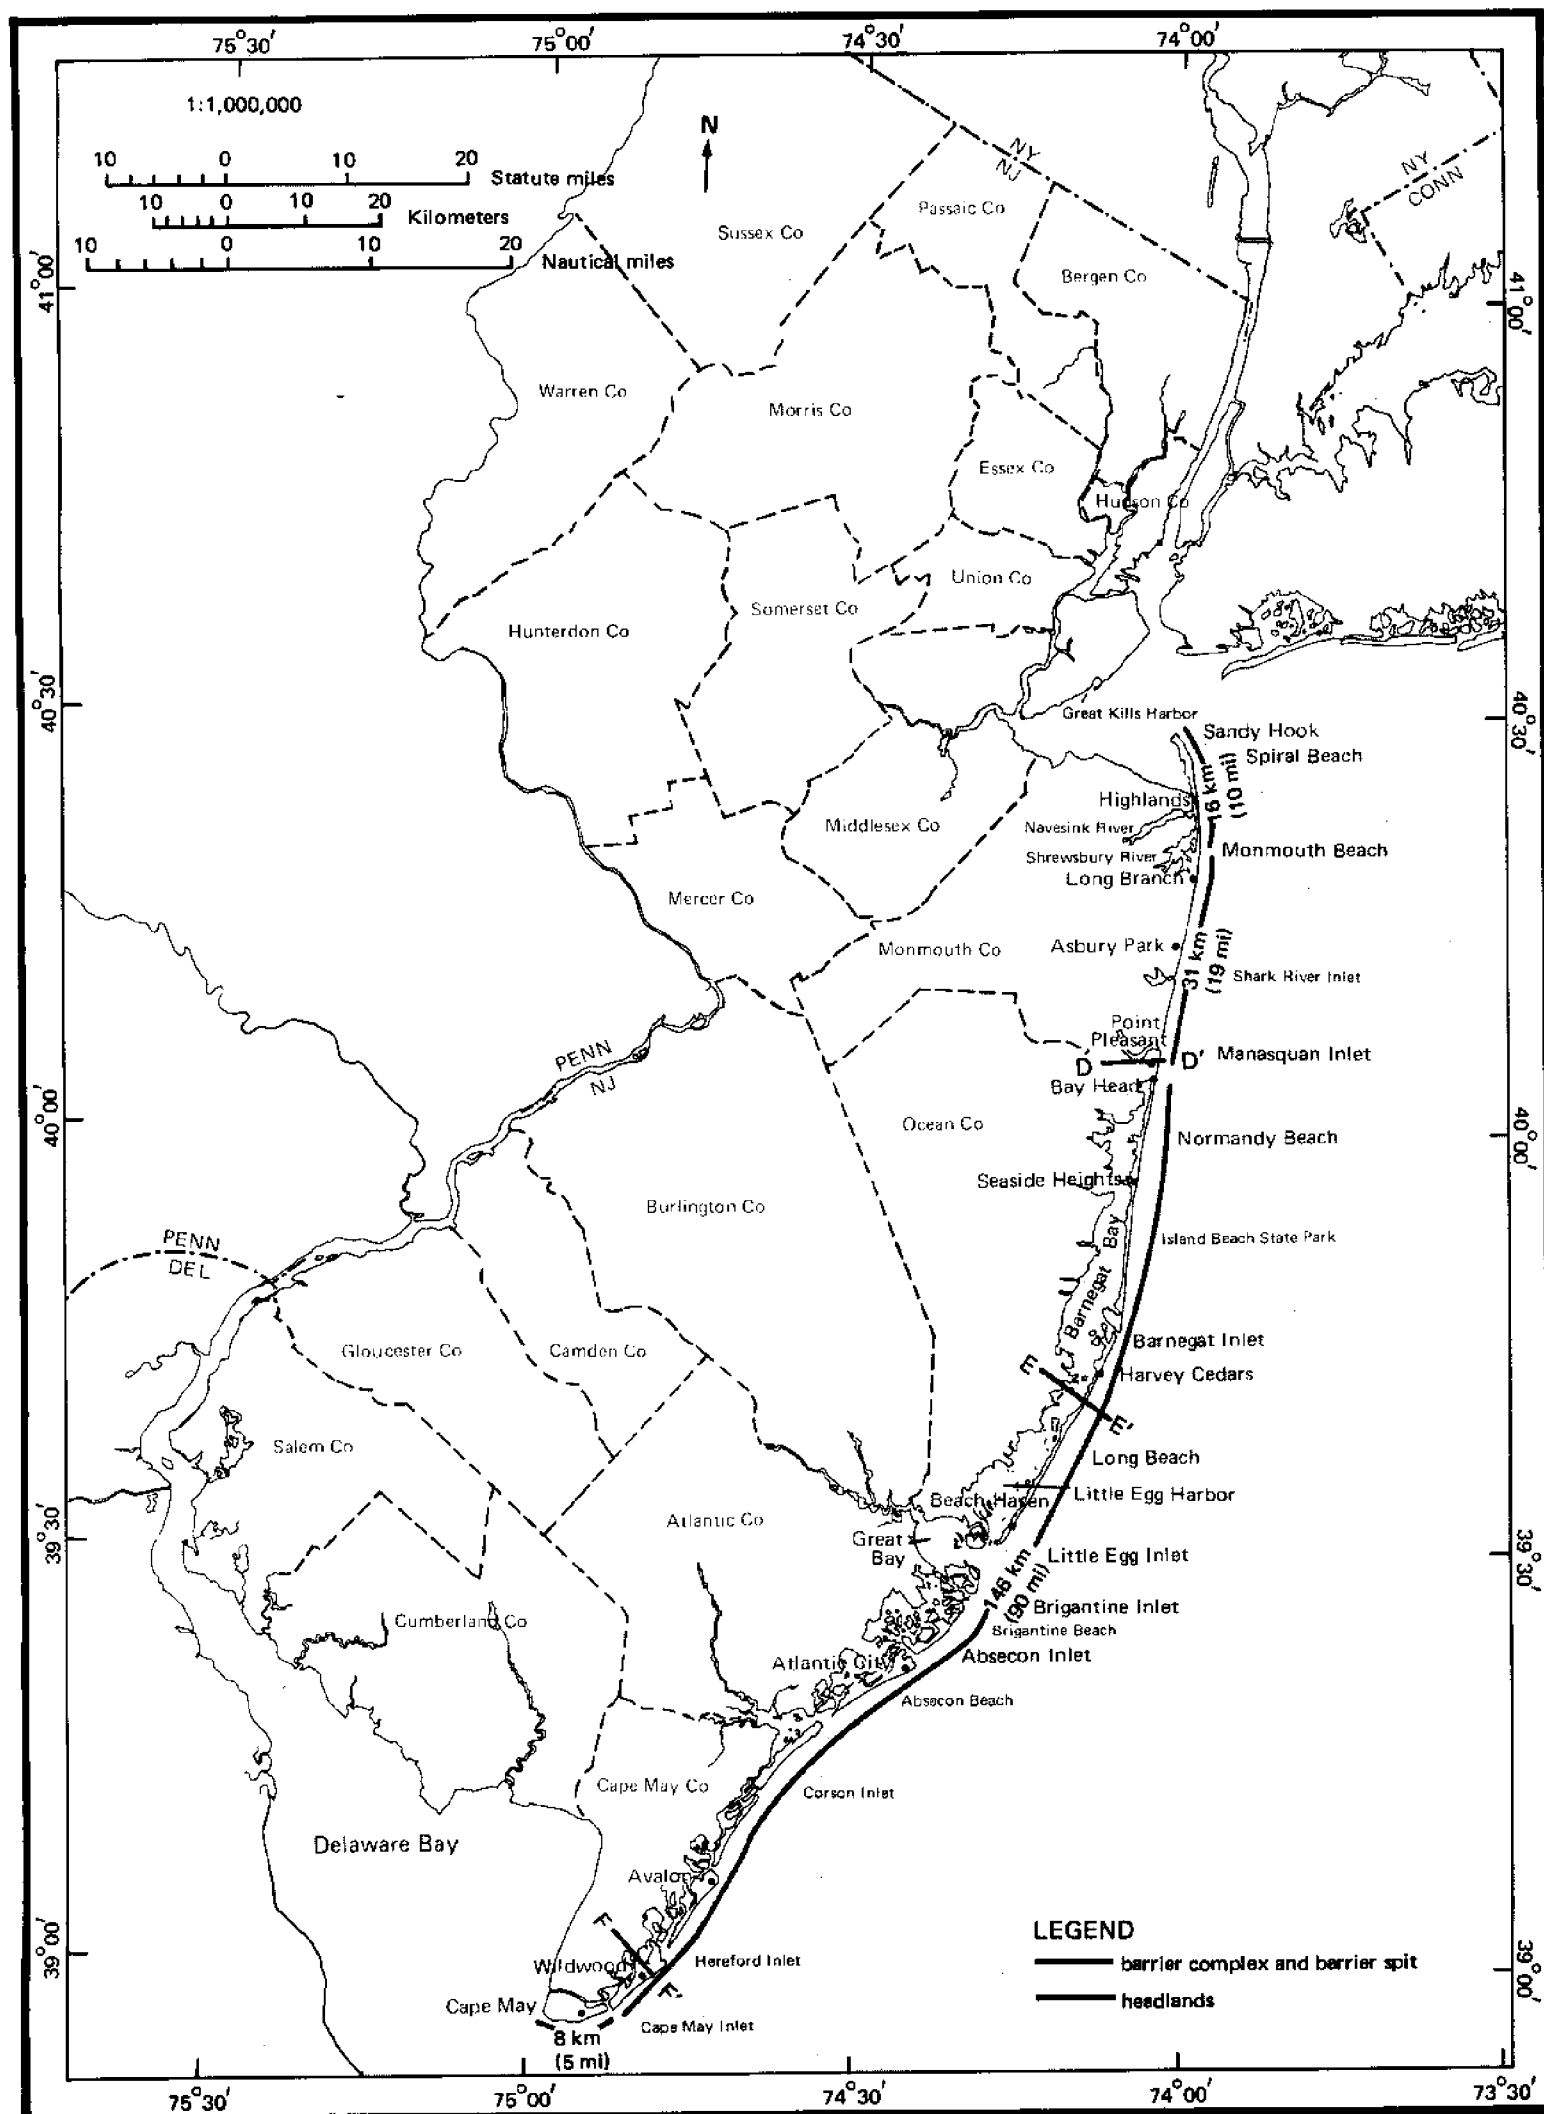 75°30′
75°00′
74°30′
74°00′
1:1,000,000
N
10 0 10 20
Statute miles
10 0 10 20
Kilometers
10 0 10 20
Nautical miles
NY
NJ
NY
CONN
Passaic Co
Sussex Co
Bergen Co
41°00′
41°00′
Warren Co
Morris Co
Essex Co
Hudson Co
Union Co
Somerset Co
Hunterdon Co
40°30′
40°30′
Great Kills Harbor
Sandy Hook
Spiral Beach
16 km
(10 mi)
Highlands
Navesink River
Middlesex Co
Shrewsbury River
Monmouth Beach
Long Branch
Mercer Co
Monmouth Co
Asbury Park
31 km
(19 mi)
Shark River Inlet
Point
Pleasant
D
D′
Manasquan Inlet
PENN
NJ
Bay Head
40°00′
40°00′
Ocean Co
Normandy Beach
Seaside Heights
Burlington Co
Barnegat Bay
Island Beach State Park
PENN
DEL
Gloucester Co
Camden Co
Barnegat Inlet
E
Harvey Cedars
E′
Salem Co
Long Beach
Beach Haven
Little Egg Harbor
39°30′
39°30′
Atlantic Co
Great
Bay
Little Egg Inlet
146 km
(90 mi)
Brigantine Inlet
Brigantine Beach
Cumberland Co
Absecon Inlet
Atlantic City
Absecon Beach
Cape May Co
Corson Inlet
Delaware Bay
Avalon
F
39°00′
39°00′
Wildwood
Hereford Inlet
F′
Cape May
Cape May Inlet
8 km
(5 mi)
LEGEND
barrier complex and barrier spit
headlands
75°30′
75°00′
74°30′
74°00′
73°30′